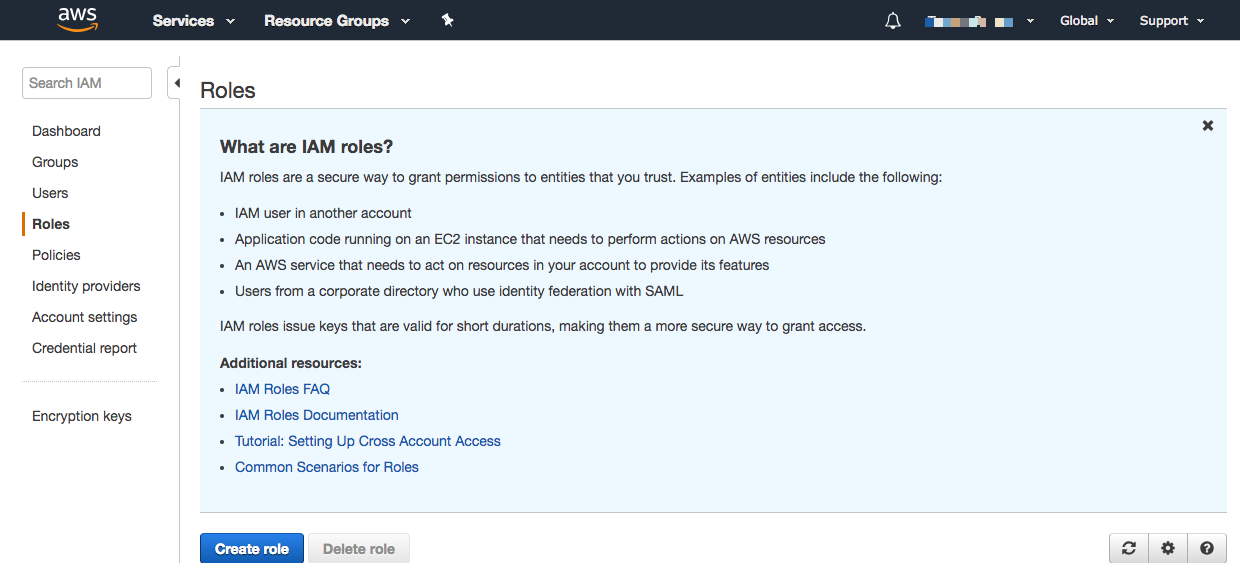 aws Services Resource Groups Global Support
Search IAM
Dashboard
Groups
Users
Roles
Policies
Identity providers
Account settings
Credential report
Encryption keys
Roles
What are IAM roles?
IAM roles are a secure way to grant permissions to entities that you trust. Examples of entities include the following:
• IAM user in another account
• Application code running on an EC2 instance that needs to perform actions on AWS resources
• An AWS service that needs to act on resources in your account to provide its features
• Users from a corporate directory who use identity federation with SAML
IAM roles issue keys that are valid for short durations, making them a more secure way to grant access.
Additional resources:
• IAM Roles FAQ
• IAM Roles Documentation
• Tutorial: Setting Up Cross Account Access
• Common Scenarios for Roles
Create role Delete role